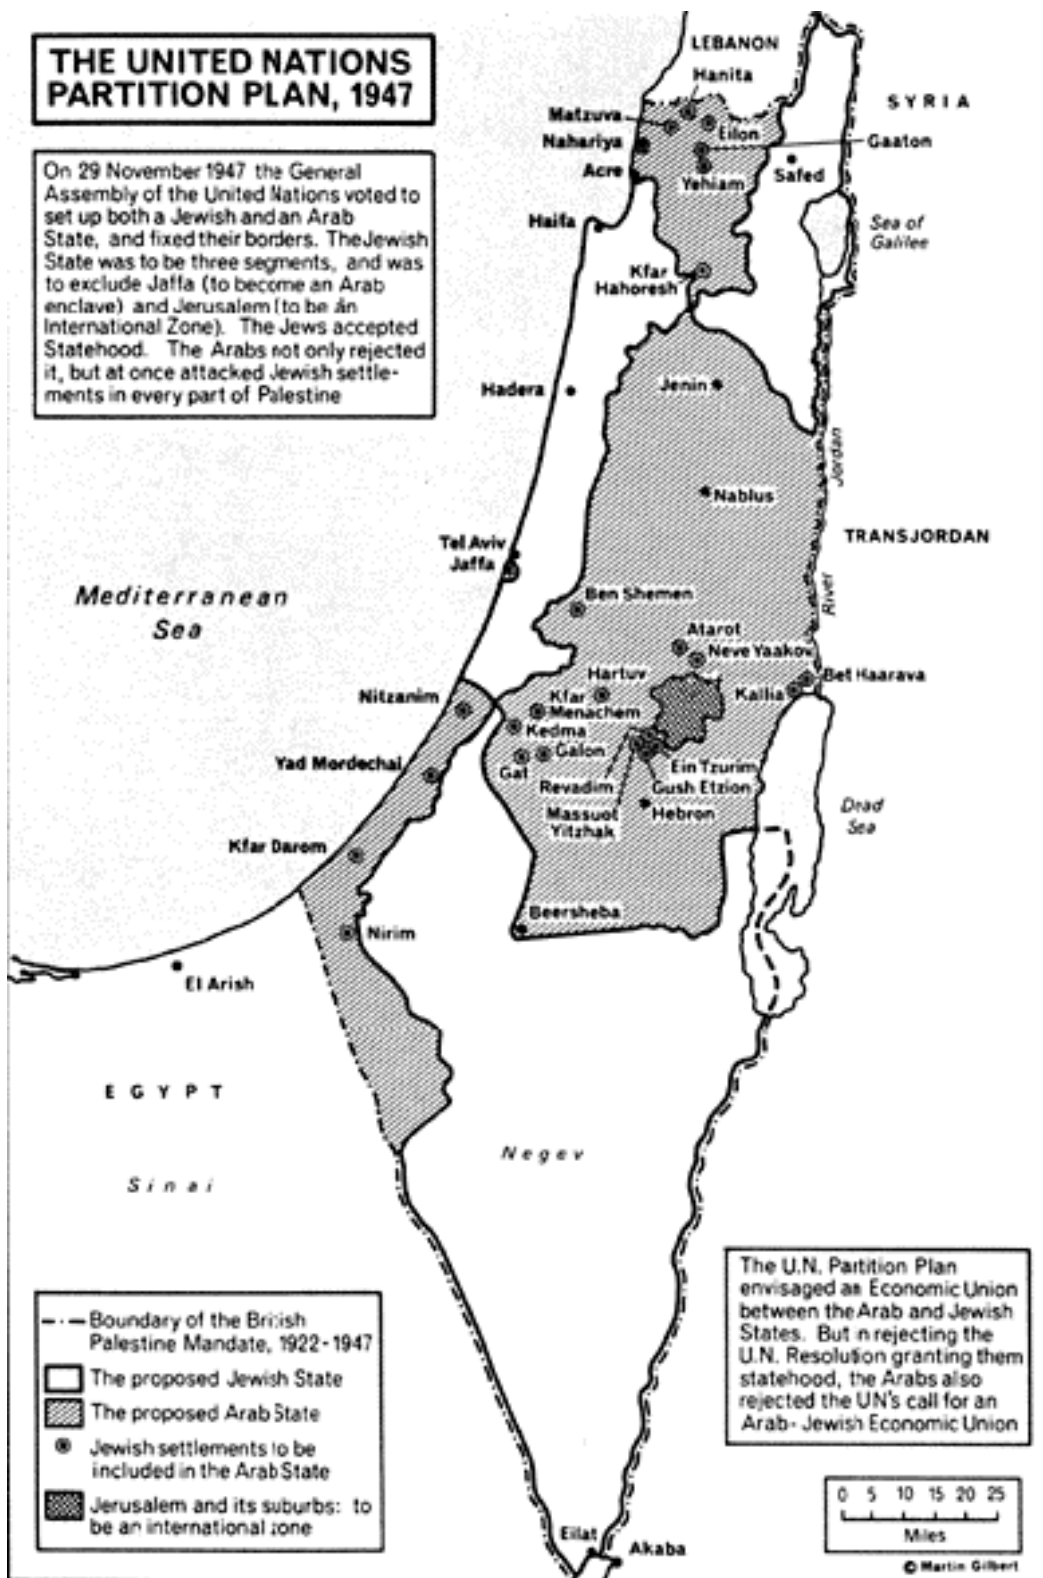 THE UNITED NATIONS
PARTITION PLAN, 1947
On 29 November 1947 the General
Assembly of the United Nations voted to
set up both a Jewish and an Arab
State, and fixed their borders. The Jewish
State was to be three segments, and was
to exclude Jaffa (to become an Arab
enclave) and Jerusalem (to be an
International Zone). The Jews accepted
Statehood. The Arabs not only rejected
it, but at once attacked Jewish settle-
ments in every part of Palestine
LEBANON
Hanita
SYRIA
Matzuva
Eilon
Nahariya
Gaaton
Acre
Yehiam
Safed
Haifa
Sea of
Galilee
Kfar
Hahoresh
Hadera
Jenin
Jordan
River
Nablus
TRANSJORDAN
Tel Aviv
Jaffa
Mediterranean
Sea
Ben Shemen
Atarot
Neve Yaakov
Hartuv
Bet Haarava
Kallia
Nitzanim
Kfar
Menachem
Kedma
Galon
Gat
Yad Mordechai
Ein Tzurim
Revadim
Gush Etzion
Massuot
Yitzhak
Hebron
Dead
Sea
Kfar Darom
Beersheba
Nirim
El Arish
EGYPT
Negev
Sinai
The U.N. Partition Plan
envisaged an Economic Union
between the Arab and Jewish
States. But in rejecting the
U.N. Resolution granting them
statehood, the Arabs also
rejected the UN's call for an
Arab-Jewish Economic Union
Boundary of the British
Palestine Mandate, 1922-1947
The proposed Jewish State
The proposed Arab State
Jewish settlements to be
included in the Arab State
Jerusalem and its suburbs: to
be an international zone
0 5 10 15 20 25
Miles
Eilat
Akaba
© Martin Gilbert